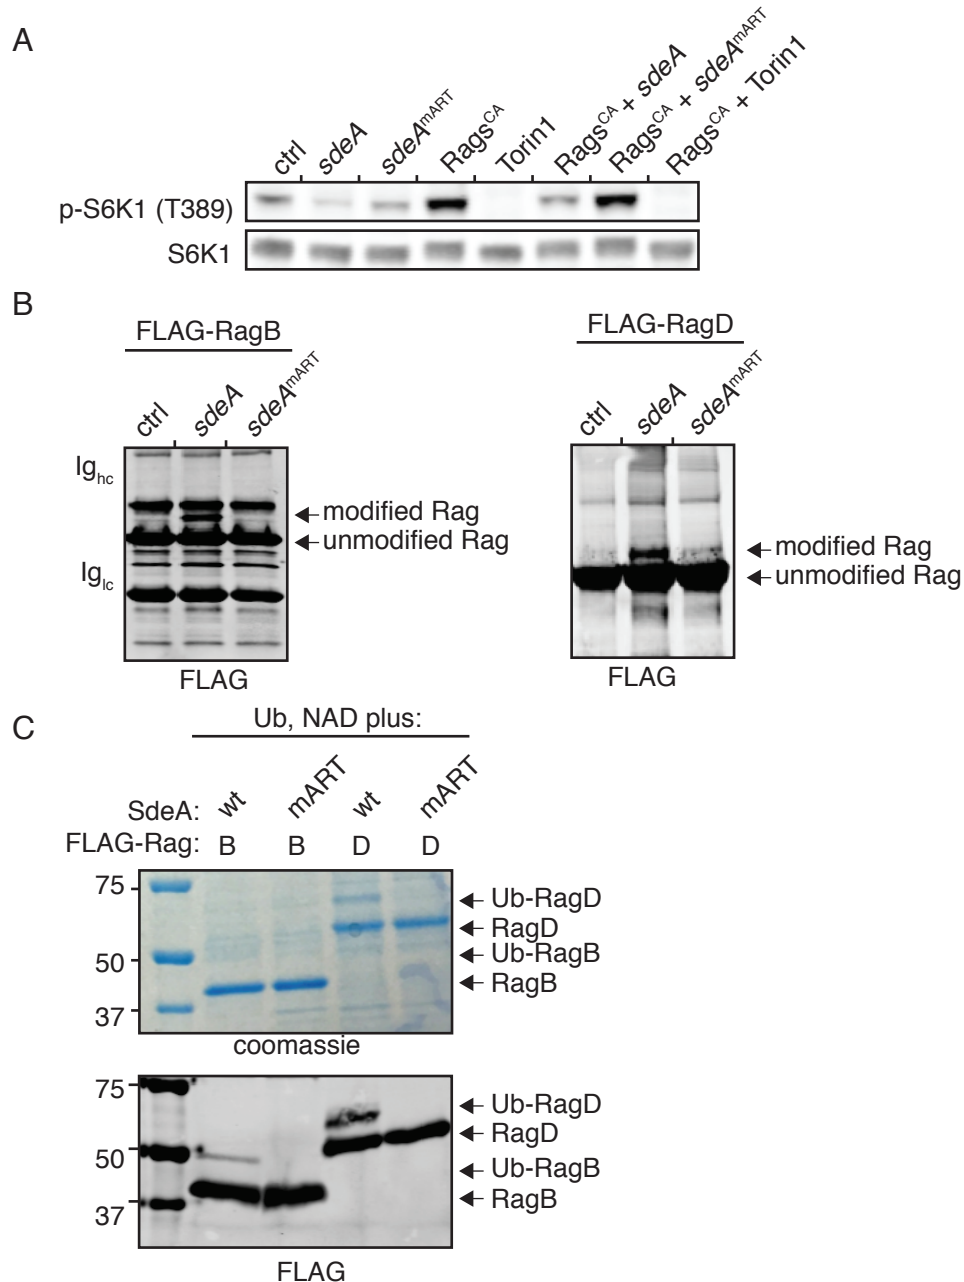 A
ctrl
sdeA
sdeA^mART
Rags^CA
Torin1
Rags^CA + sdeA
Rags^CA + sdeA^mART
Rags^CA + Torin1
p-S6K1 (T389)
S6K1
B
FLAG-RagB
ctrl
sdeA
sdeA^mART
Ig_hc
modified Rag
unmodified Rag
Ig_lc
FLAG
FLAG-RagD
ctrl
sdeA
sdeA^mART
modified Rag
unmodified Rag
FLAG
C
Ub, NAD plus:
SdeA: wt mART wt mART
FLAG-Rag: B B D D
75
50
37
Ub-RagD
RagD
Ub-RagB
RagB
coomassie
75
50
37
Ub-RagD
RagD
Ub-RagB
RagB
FLAG